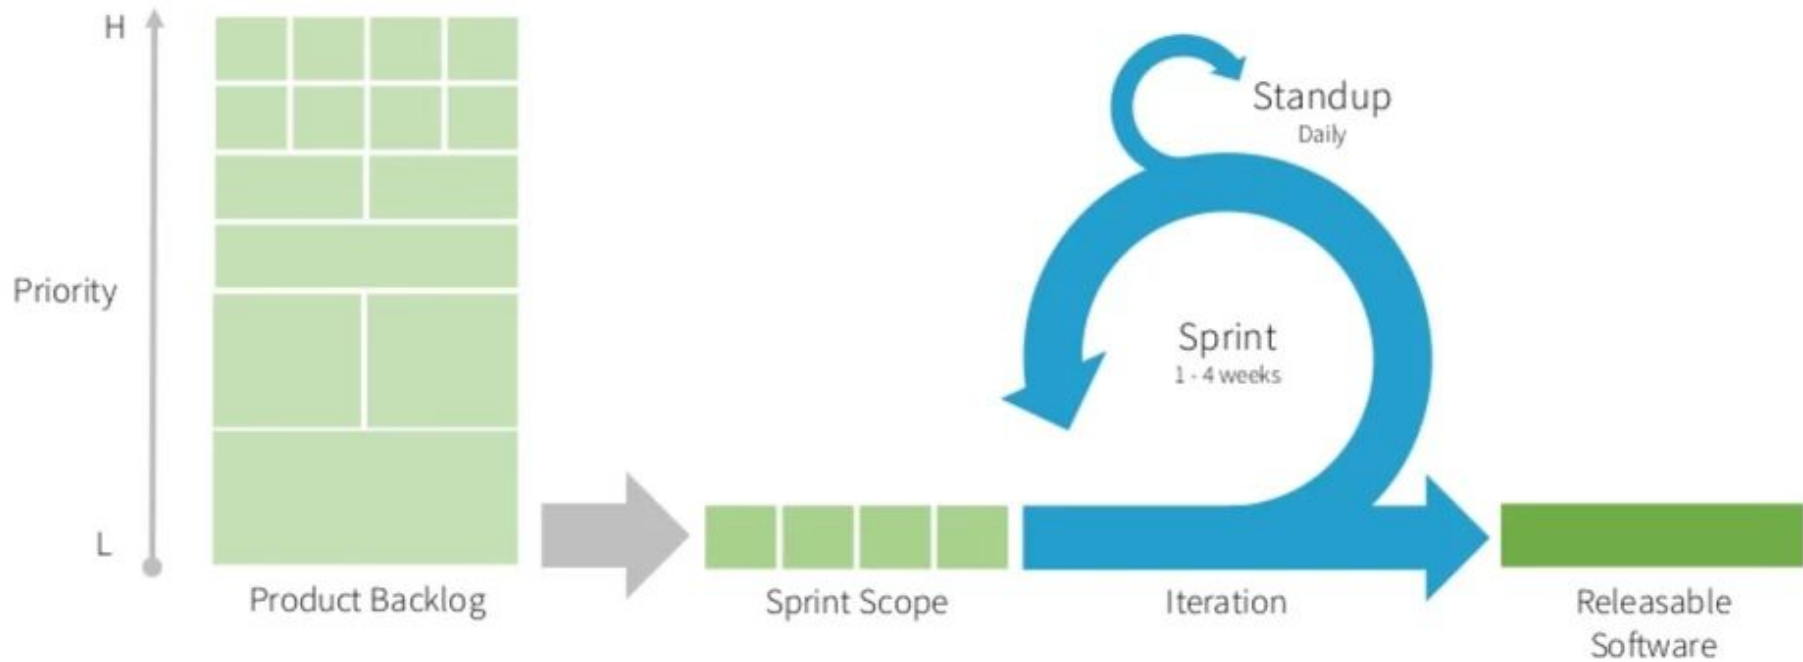 H
Priority
L
Product Backlog
Sprint Scope
Standup
Daily
Sprint
1 - 4 weeks
Iteration
Releasable
Software